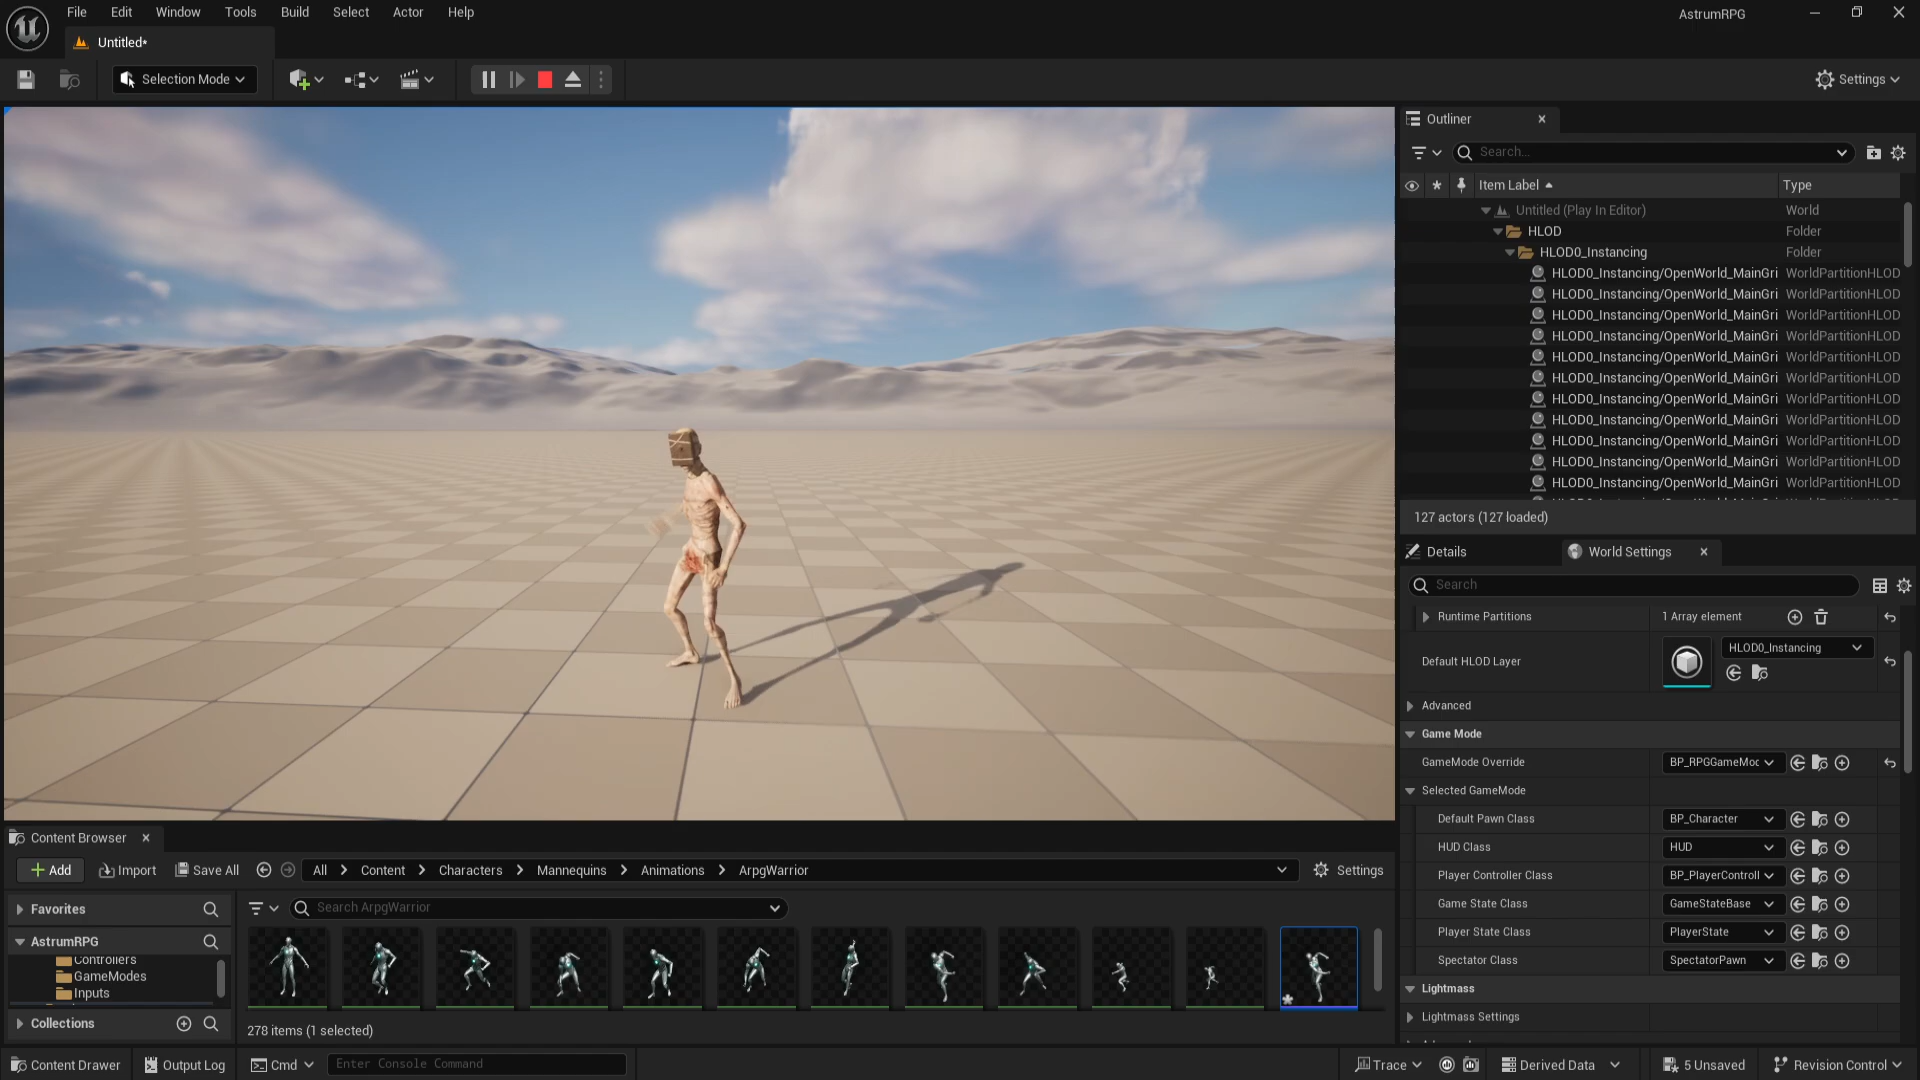 File Edit Window Tools Build Select Actor Help
AstrumRPG
Untitled*
Selection Mode
Settings
Outliner
Search...
Item Label Type
Untitled (Play In Editor) World
HLOD Folder
HLOD0_Instancing Folder
HLOD0_Instancing/OpenWorld_MainGri WorldPartitionHLOD
HLOD0_Instancing/OpenWorld_MainGri WorldPartitionHLOD
HLOD0_Instancing/OpenWorld_MainGri WorldPartitionHLOD
HLOD0_Instancing/OpenWorld_MainGri WorldPartitionHLOD
HLOD0_Instancing/OpenWorld_MainGri WorldPartitionHLOD
HLOD0_Instancing/OpenWorld_MainGri WorldPartitionHLOD
HLOD0_Instancing/OpenWorld_MainGri WorldPartitionHLOD
HLOD0_Instancing/OpenWorld_MainGri WorldPartitionHLOD
HLOD0_Instancing/OpenWorld_MainGri WorldPartitionHLOD
HLOD0_Instancing/OpenWorld_MainGri WorldPartitionHLOD
HLOD0_Instancing/OpenWorld_MainGri WorldPartitionHLOD
127 actors (127 loaded)
Details World Settings
Search
Runtime Partitions 1 Array element
Default HLOD Layer HLOD0_Instancing
Advanced
Game Mode
GameMode Override BP_RPGGameMoc
Selected GameMode
Default Pawn Class BP_Character
HUD Class HUD
Player Controller Class BP_PlayerControll
Game State Class GameStateBase
Player State Class PlayerState
Spectator Class SpectatorPawn
Lightmass
Lightmass Settings
Content Browser
Add Import Save All All Content Characters Mannequins Animations ArpgWarrior Settings
Favorites
Search ArpgWarrior
AstrumRPG
Controllers
GameModes
Inputs
Collections
278 items (1 selected)
Content Drawer Output Log Cmd Enter Console Command Trace Derived Data 5 Unsaved Revision Control